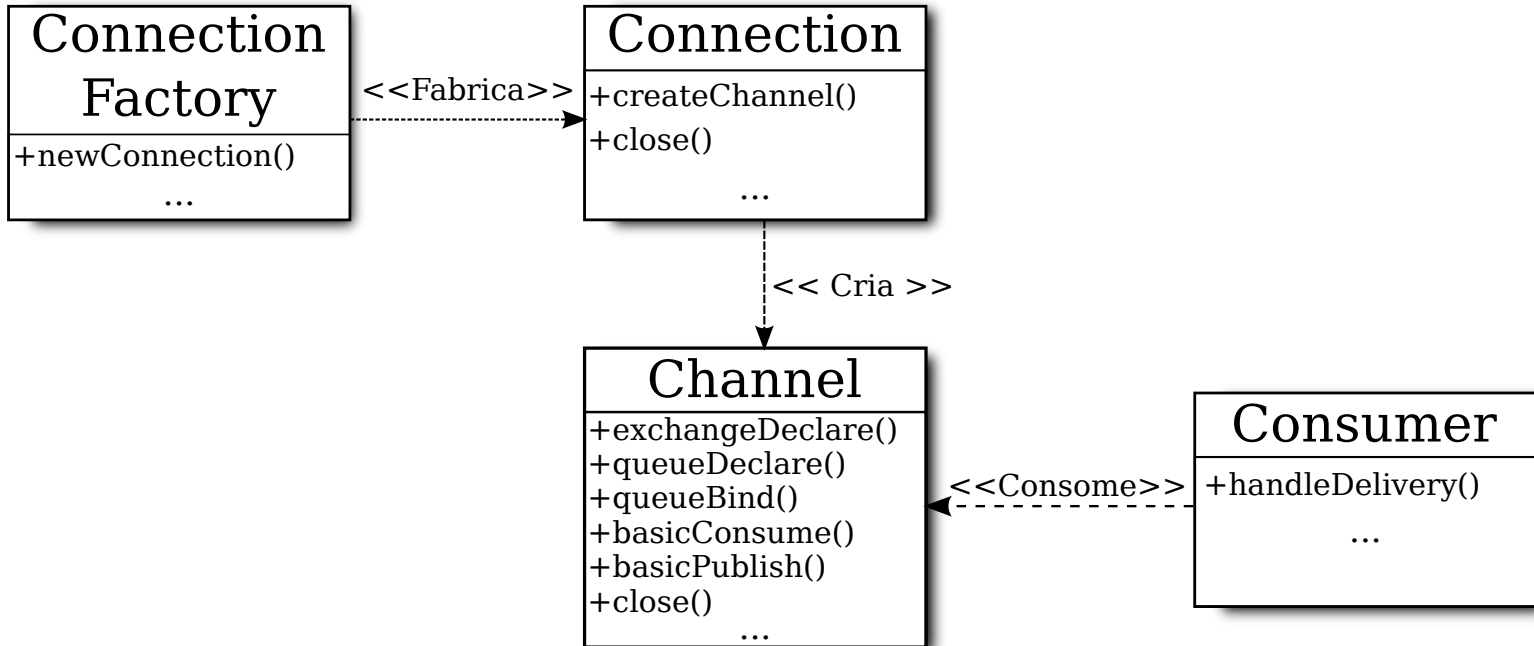 Connection
Factory
+newConnection()
...
<<Fabrica>>
Connection
+createChannel()
+close()
...
<< Cria >>
Channel
+exchangeDeclare()
+queueDeclare()
+queueBind()
+basicConsume()
+basicPublish()
+close()
...
<<Consome>>
Consumer
+handleDelivery()
...